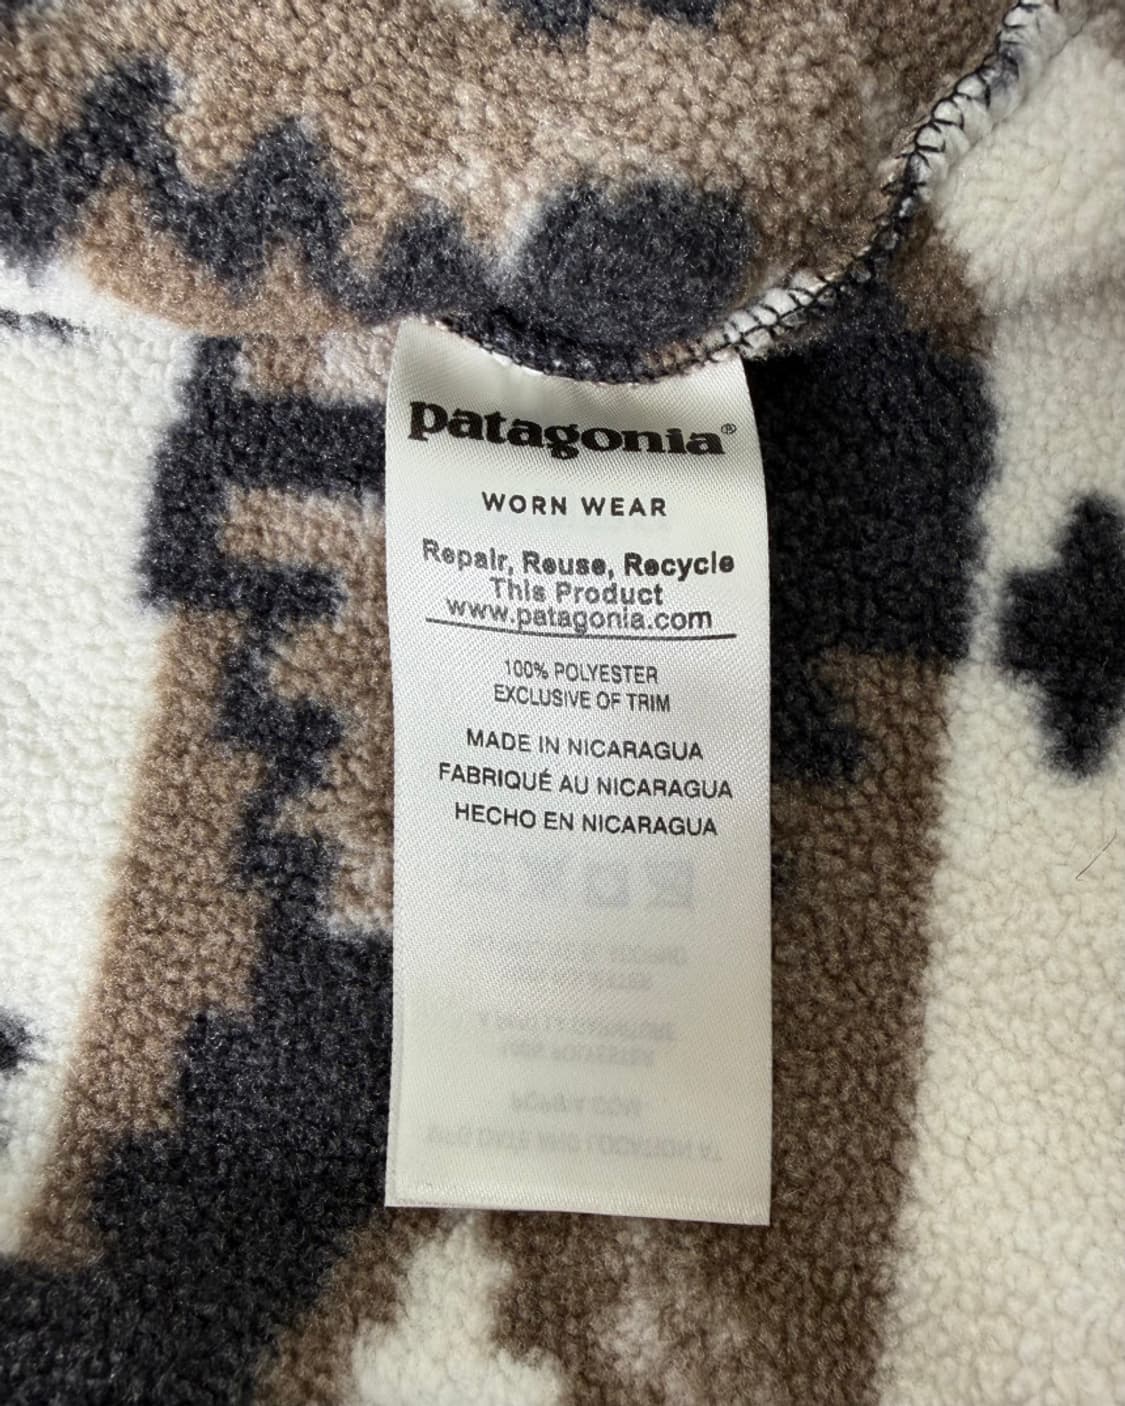 patagonia®
WORN WEAR
Repair, Reuse, Recycle
This Product
www.patagonia.com
100% POLYESTER
EXCLUSIVE OF TRIM
MADE IN NICARAGUA
FABRIQUÉ AU NICARAGUA
HECHO EN NICARAGUA